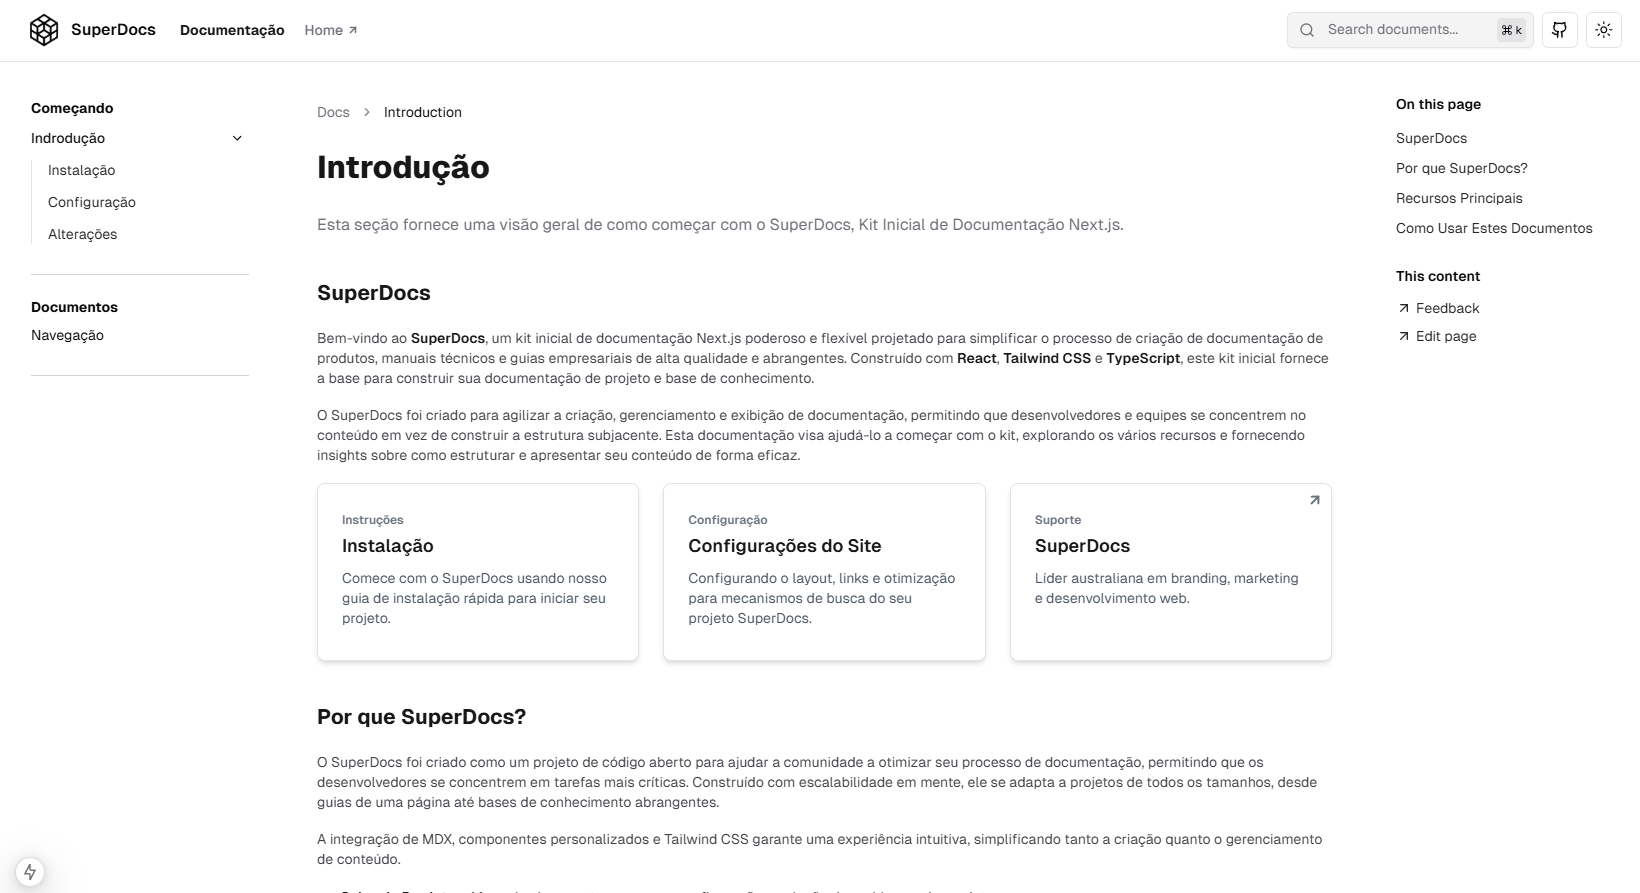 SuperDocs
Documentação
Home
Search documents...
⌘ k
Começando
Indrodução
Instalação
Configuração
Alterações
Documentos
Navegação
Docs > Introduction
Introdução
Esta seção fornece uma visão geral de como começar com o SuperDocs, Kit Inicial de Documentação Next.js.
SuperDocs
Bem-vindo ao SuperDocs, um kit inicial de documentação Next.js poderoso e flexível projetado para simplificar o processo de criação de documentação de
produtos, manuais técnicos e guias empresariais de alta qualidade e abrangentes. Construído com React, Tailwind CSS e TypeScript, este kit inicial fornece
a base para construir sua documentação de projeto e base de conhecimento.
O SuperDocs foi criado para agilizar a criação, gerenciamento e exibição de documentação, permitindo que desenvolvedores e equipes se concentrem no
conteúdo em vez de construir a estrutura subjacente. Esta documentação visa ajudá-lo a começar com o kit, explorando os vários recursos e fornecendo
insights sobre como estruturar e apresentar seu conteúdo de forma eficaz.
Instruções
Instalação
Comece com o SuperDocs usando nosso
guia de instalação rápida para iniciar seu
projeto.
Configuração
Configurações do Site
Configurando o layout, links e otimização
para mecanismos de busca do seu
projeto SuperDocs.
Suporte
SuperDocs
Líder australiana em branding, marketing
e desenvolvimento web.
Por que SuperDocs?
O SuperDocs foi criado como um projeto de código aberto para ajudar a comunidade a otimizar seu processo de documentação, permitindo que os
desenvolvedores se concentrem em tarefas mais críticas. Construído com escalabilidade em mente, ele se adapta a projetos de todos os tamanhos, desde
guias de uma página até bases de conhecimento abrangentes.
A integração de MDX, componentes personalizados e Tailwind CSS garante uma experiência intuitiva, simplificando tanto a criação quanto o gerenciamento
de conteúdo.
On this page
SuperDocs
Por que SuperDocs?
Recursos Principais
Como Usar Estes Documentos
This content
Feedback
Edit page